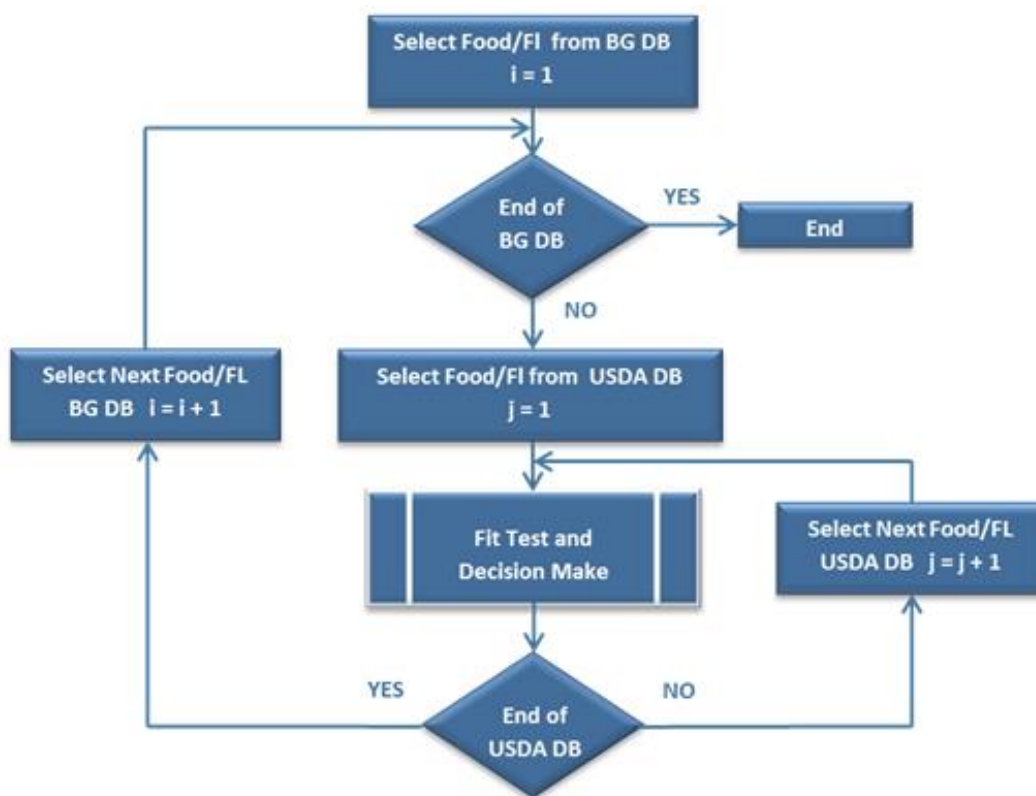 Select Food/Fl from BG DB
i = 1
End of
BG DB
YES
End
NO
Select Next Food/FL
BG DB i = i + 1
Select Food/Fl from USDA DB
j = 1
Fit Test and
Decision Make
Select Next Food/FL
USDA DB j = j + 1
YES
NO
End of
USDA DB